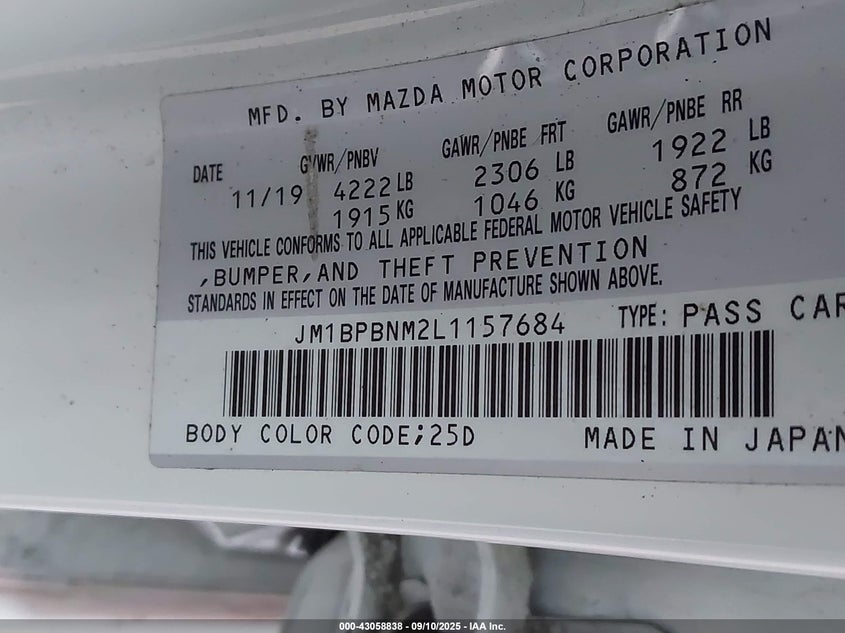 MFD. BY MAZDA MOTOR CORPORATION
DATE GVWR/PNBV GAWR/PNBE FRT GAWR/PNBE RR
11/19 4222 LB 2306 LB 1922 LB
1915 KG 1046 KG 872 KG
THIS VEHICLE CONFORMS TO ALL APPLICABLE FEDERAL MOTOR VEHICLE SAFETY
,BUMPER,AND THEFT PREVENTION
STANDARDS IN EFFECT ON THE DATE OF MANUFACTURE SHOWN ABOVE.
JM1BPBNM2L1157684 TYPE: PASS CAR
BODY COLOR CODE;25D MADE IN JAPAN
000-43058838 - 09/10/2025 - IAA Inc.